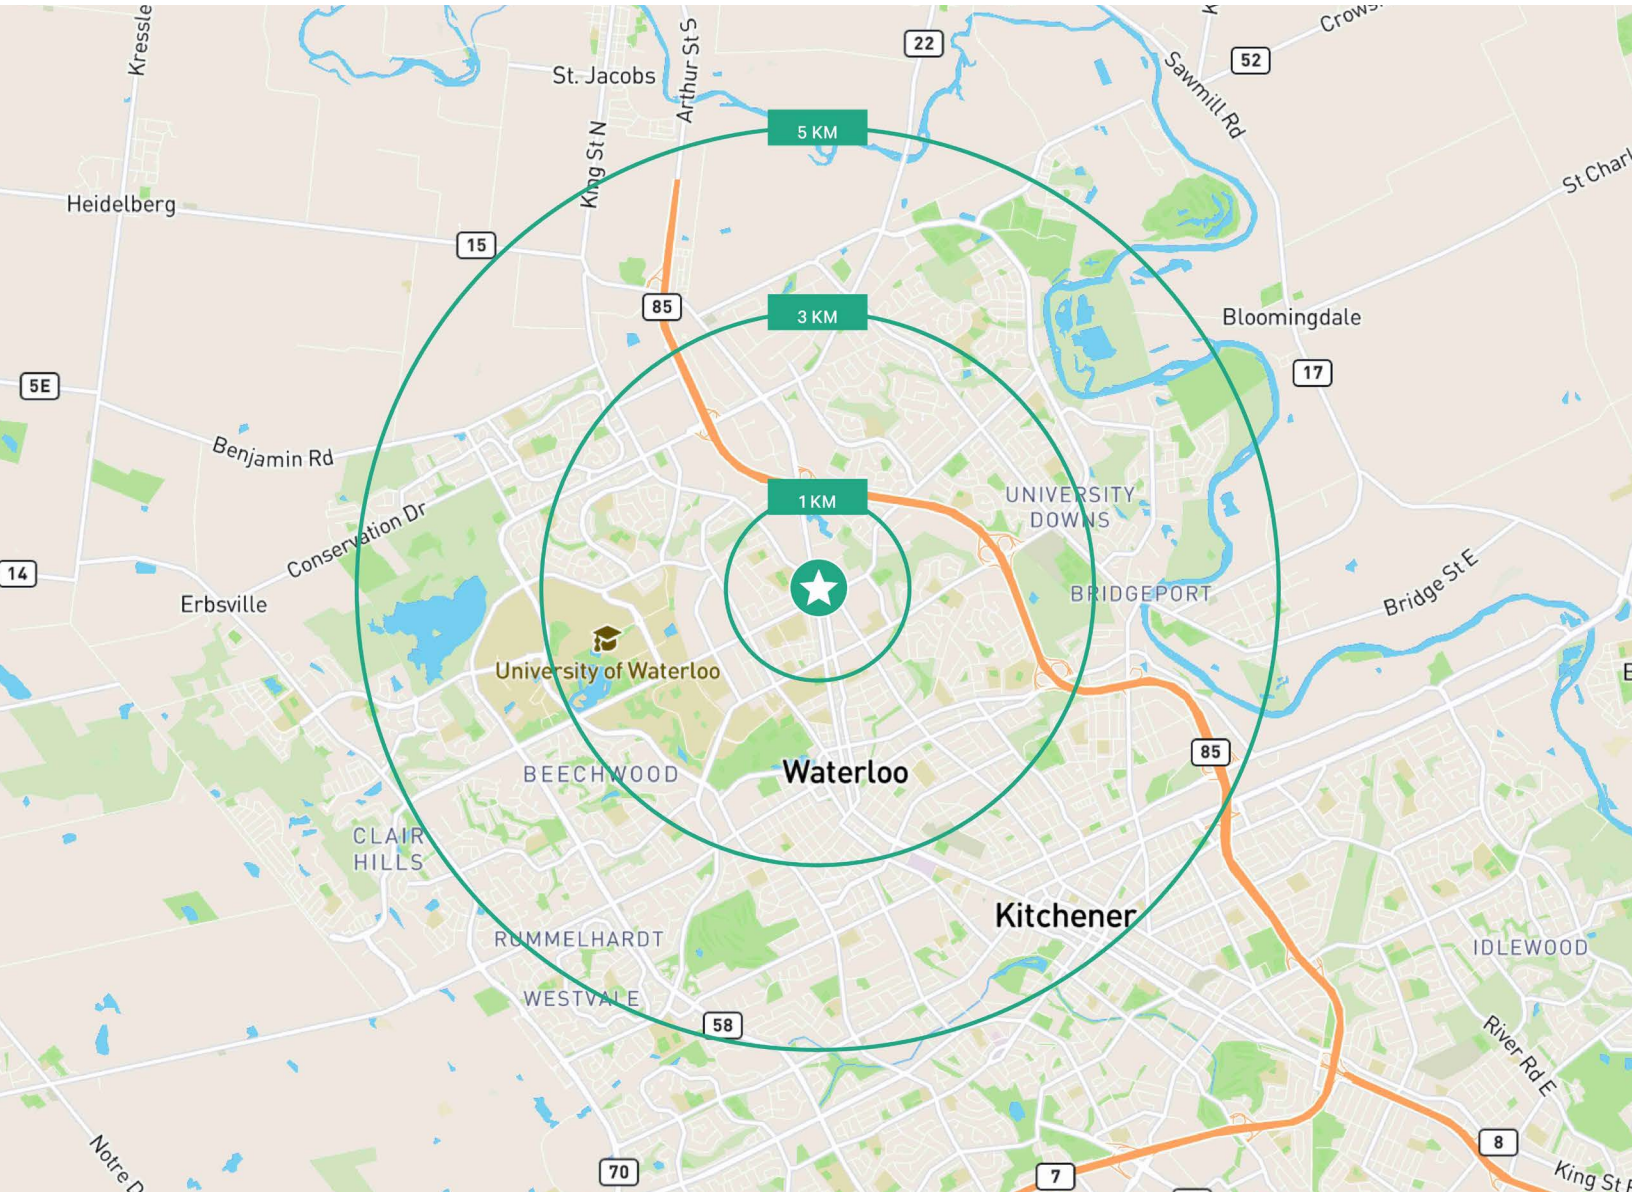 Kressle
St. Jacobs
Arthur St S
22
52
Crows
Sawmill Rd
King St N
5 KM
St Charl
Heidelberg
15
85
3 KM
Bloomingdale
17
5E
Benjamin Rd
1 KM
UNIVERSITY
DOWNS
Conservation Dr
14
Erbsville
BRIDGEPORT
Bridge St E
University of Waterloo
85
BEECHWOOD
Waterloo
CLAIR
HILLS
Kitchener
RUMMELHARDT
IDLEWOOD
WESTVALE
58
River Rd E
Notre D
70
7
8
King St